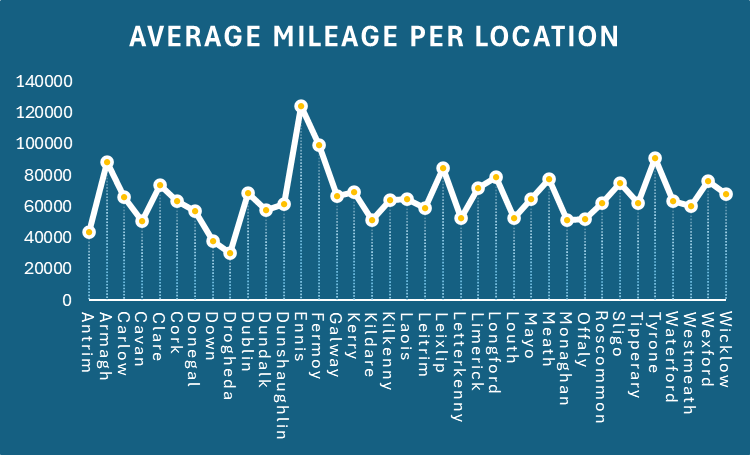 AVERAGE MILEAGE PER LOCATION
140000
120000
100000
80000
60000
40000
20000
0
Antrim
Armagh
Carlow
Cavan
Clare
Cork
Donegal
Down
Drogheda
Dublin
Dundalk
Dunshaughlin
Ennis
Fermoy
Galway
Kerry
Kildare
Kilkenny
Laois
Leitrim
Leixlip
Letterkenny
Limerick
Longford
Louth
Mayo
Meath
Monaghan
Offaly
Roscommon
Sligo
Tipperary
Tyrone
Waterford
Westmeath
Wexford
Wicklow